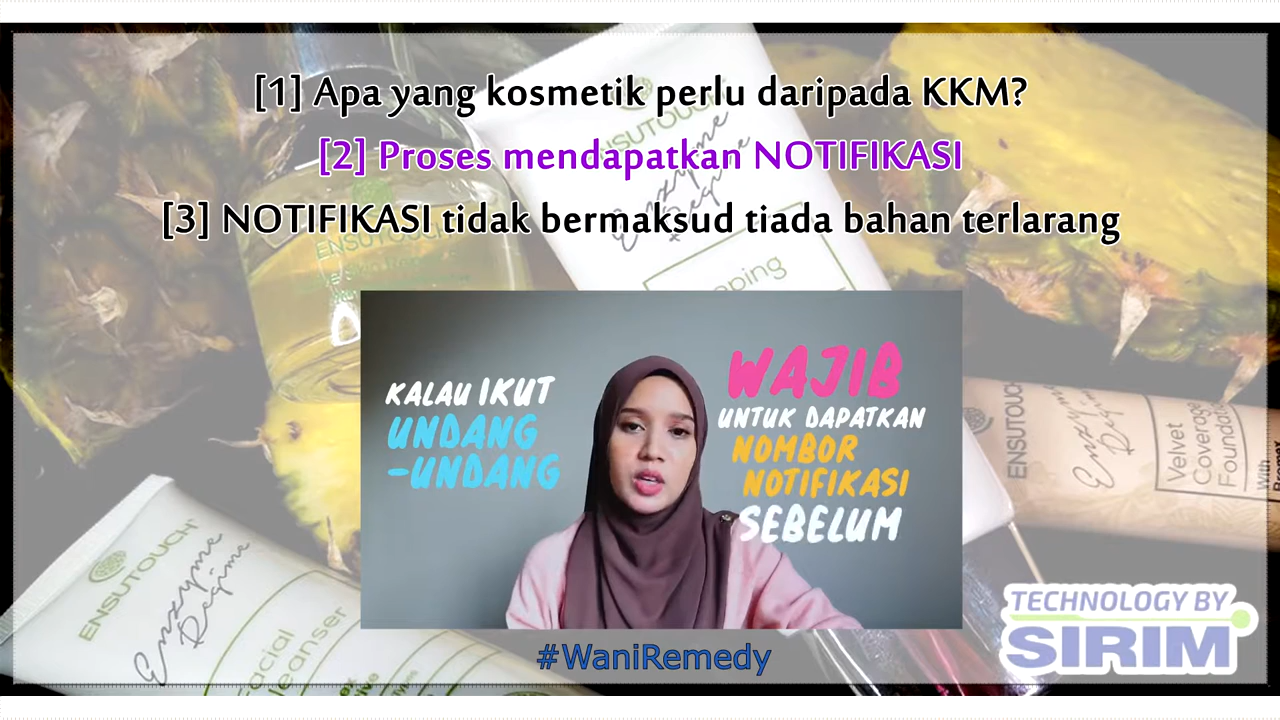 [1] Apa yang kosmetik perlu daripada KKM?
[2] Proses mendapatkan NOTIFIKASI
[3] NOTIFIKASI tidak bermaksud tiada bahan terlarang
ENSUTOUCH
Enzyme
Regime
ENSUTOUCH
KALAU IKUT
UNDANG
-UNDANG
WAJIB
UNTUK DAPATKAN
NOMBOR
NOTIFIKASI
SEBELUM
ENSUTOUCH
Enzyme
Regime
Velvet
Coverage
Foundation
With
ENSUTOUCH
Enzyme
Regime
TECHNOLOGY BY
SIRIM
#WaniRemedy